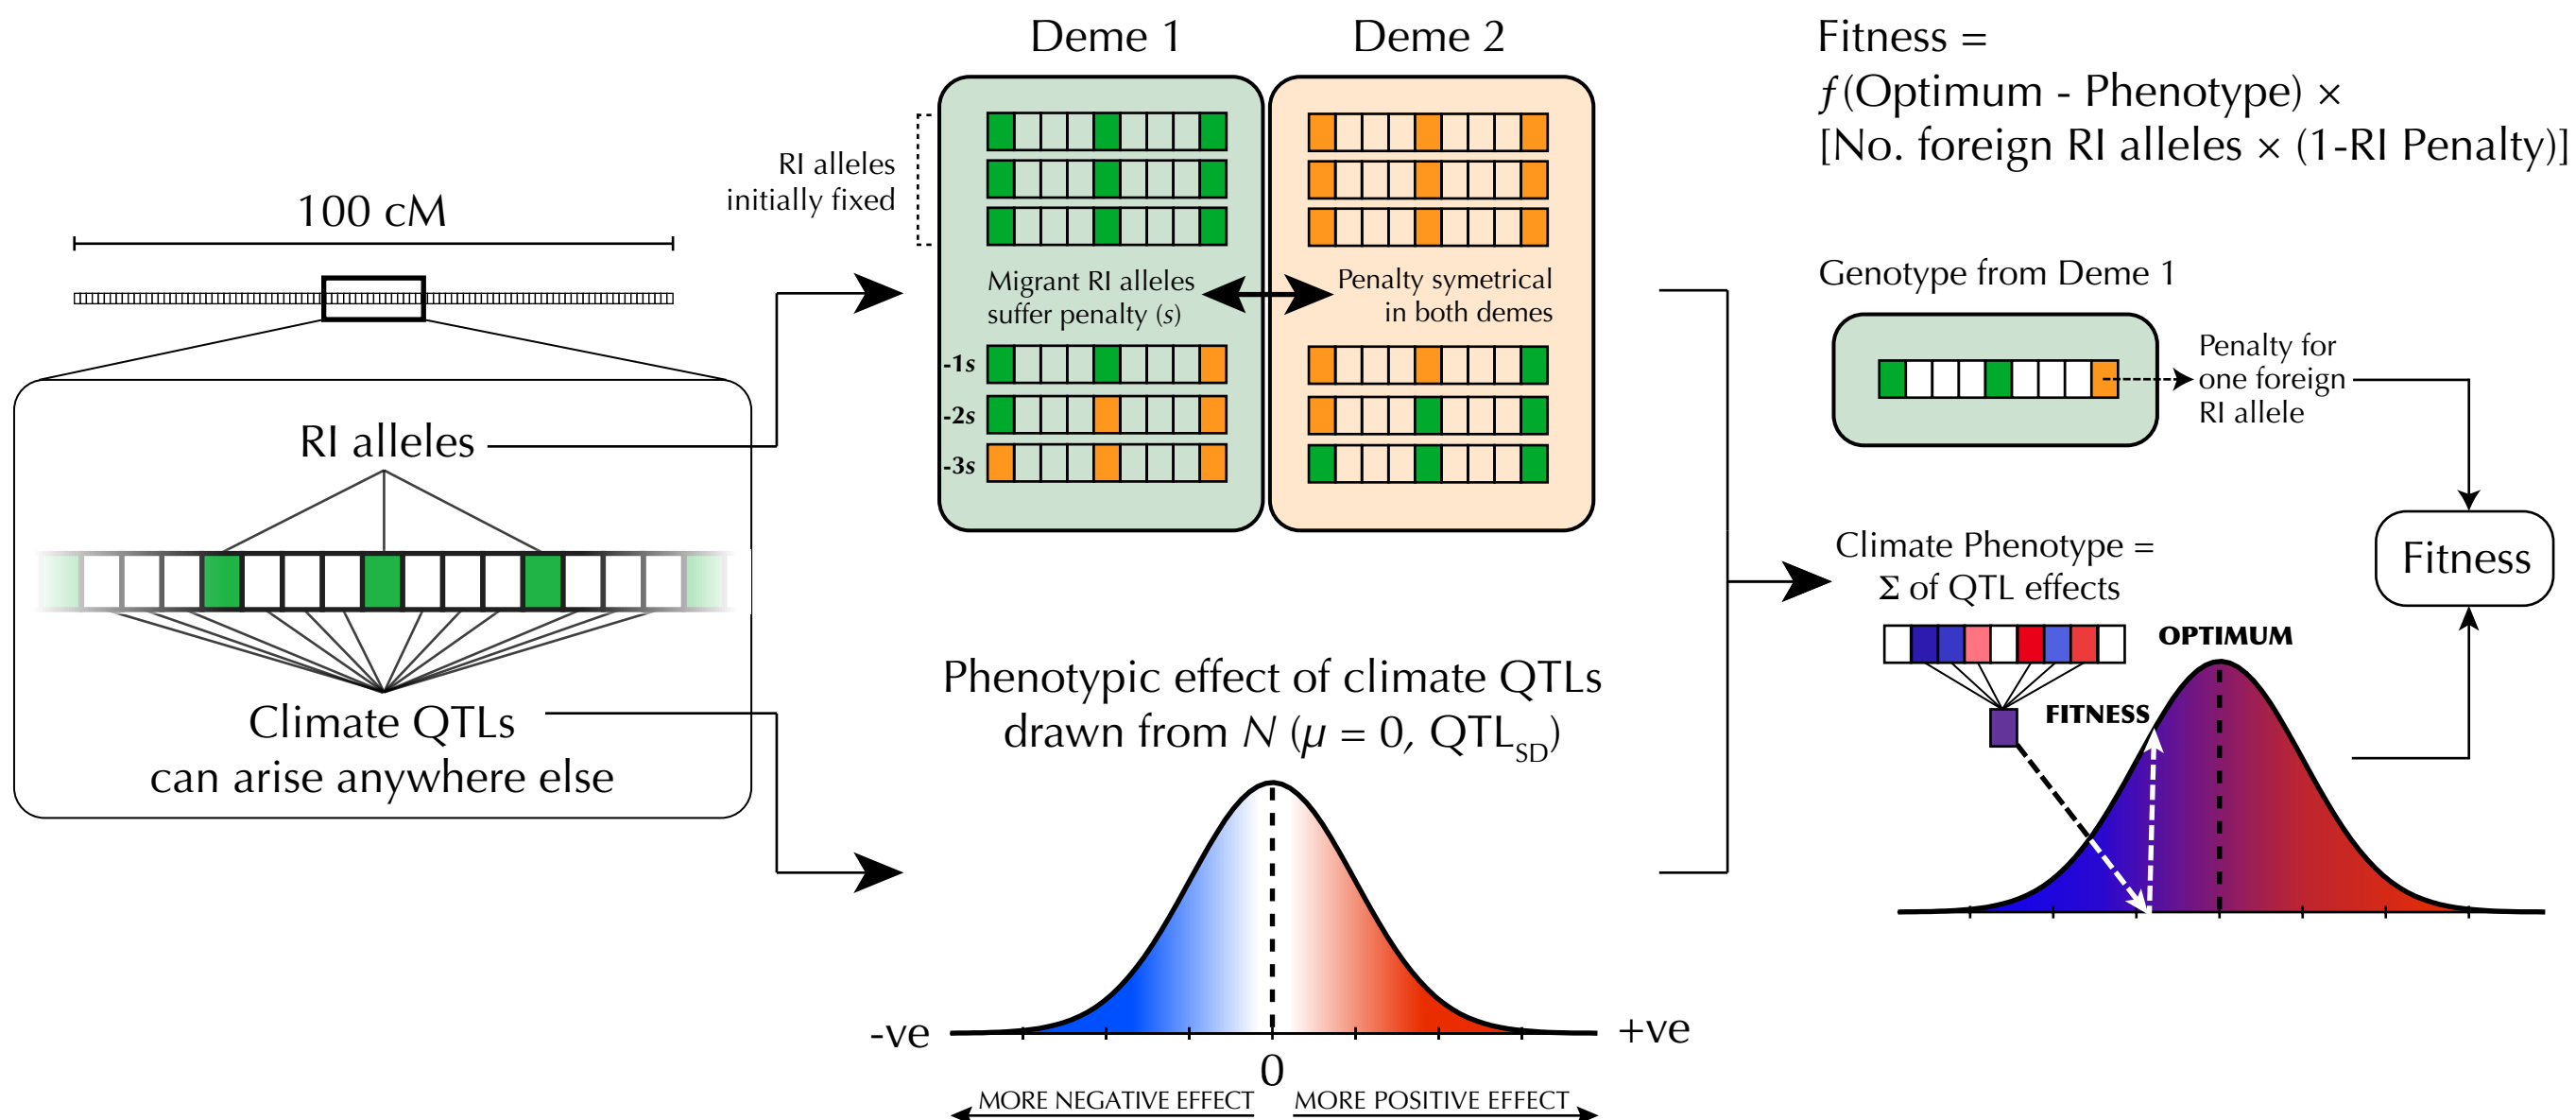 100 cM
RI alleles
Climate QTLs
can arise anywhere else
Deme 1
Deme 2
RI alleles
initially fixed
Migrant RI alleles
suffer penalty (s)
Penalty symetrical
in both demes
-1s
-2s
-3s
Phenotypic effect of climate QTLs
drawn from N (μ = 0, QTL_SD)
-ve
+ve
0
MORE NEGATIVE EFFECT
MORE POSITIVE EFFECT
Fitness =
ƒ(Optimum - Phenotype) ×
[No. foreign RI alleles × (1-RI Penalty)]
Genotype from Deme 1
Penalty for
one foreign
RI allele
Fitness
Climate Phenotype =
Σ of QTL effects
OPTIMUM
FITNESS